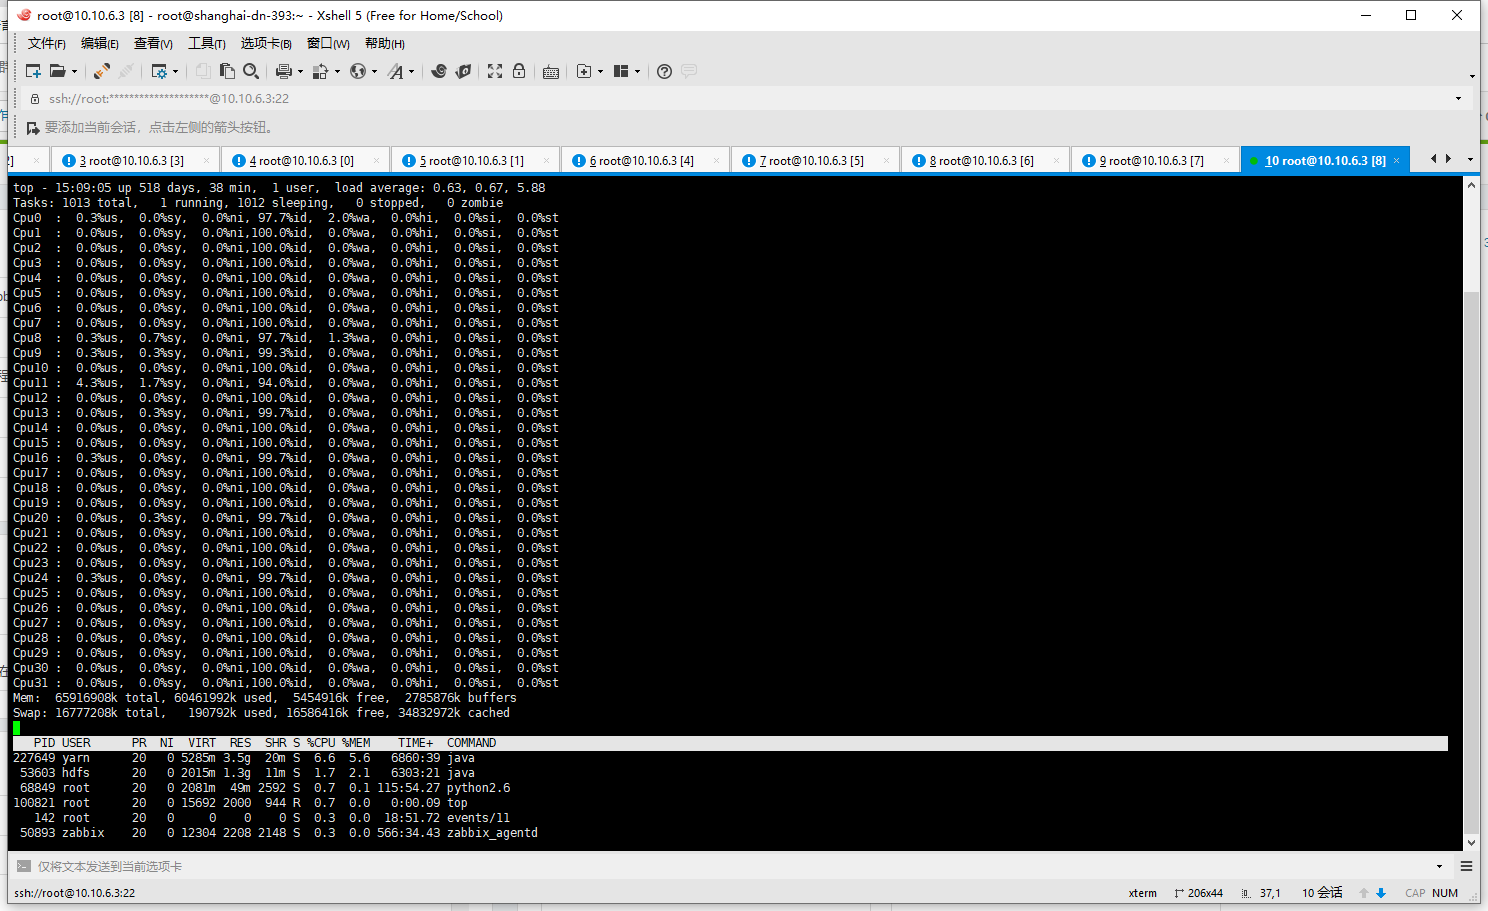 root@10.10.6.3 [8] - root@shanghai-dn-393:~ - Xshell 5 (Free for Home/School)
文件(F) 编辑(E) 查看(V) 工具(T) 选项卡(B) 窗口(W) 帮助(H)
ssh://root:********************@10.10.6.3:22
要添加当前会话，点击左侧的箭头按钮。
2] 3 root@10.10.6.3 [3] 4 root@10.10.6.3 [0] 5 root@10.10.6.3 [1] 6 root@10.10.6.3 [4] 7 root@10.10.6.3 [5] 8 root@10.10.6.3 [6] 9 root@10.10.6.3 [7] 10 root@10.10.6.3 [8]
top - 15:09:05 up 518 days, 38 min,  1 user,  load average: 0.63, 0.67, 5.88
Tasks: 1013 total,   1 running, 1012 sleeping,   0 stopped,   0 zombie
Cpu0  :  0.3%us,  0.0%sy,  0.0%ni, 97.7%id,  2.0%wa,  0.0%hi,  0.0%si,  0.0%st
Cpu1  :  0.0%us,  0.0%sy,  0.0%ni,100.0%id,  0.0%wa,  0.0%hi,  0.0%si,  0.0%st
Cpu2  :  0.0%us,  0.0%sy,  0.0%ni,100.0%id,  0.0%wa,  0.0%hi,  0.0%si,  0.0%st
Cpu3  :  0.0%us,  0.0%sy,  0.0%ni,100.0%id,  0.0%wa,  0.0%hi,  0.0%si,  0.0%st
Cpu4  :  0.0%us,  0.0%sy,  0.0%ni,100.0%id,  0.0%wa,  0.0%hi,  0.0%si,  0.0%st
Cpu5  :  0.0%us,  0.0%sy,  0.0%ni,100.0%id,  0.0%wa,  0.0%hi,  0.0%si,  0.0%st
Cpu6  :  0.0%us,  0.0%sy,  0.0%ni,100.0%id,  0.0%wa,  0.0%hi,  0.0%si,  0.0%st
Cpu7  :  0.0%us,  0.0%sy,  0.0%ni,100.0%id,  0.0%wa,  0.0%hi,  0.0%si,  0.0%st
Cpu8  :  0.3%us,  0.7%sy,  0.0%ni, 97.7%id,  1.3%wa,  0.0%hi,  0.0%si,  0.0%st
Cpu9  :  0.3%us,  0.3%sy,  0.0%ni, 99.3%id,  0.0%wa,  0.0%hi,  0.0%si,  0.0%st
Cpu10 :  0.0%us,  0.0%sy,  0.0%ni,100.0%id,  0.0%wa,  0.0%hi,  0.0%si,  0.0%st
Cpu11 :  4.3%us,  1.7%sy,  0.0%ni, 94.0%id,  0.0%wa,  0.0%hi,  0.0%si,  0.0%st
Cpu12 :  0.0%us,  0.0%sy,  0.0%ni,100.0%id,  0.0%wa,  0.0%hi,  0.0%si,  0.0%st
Cpu13 :  0.0%us,  0.3%sy,  0.0%ni, 99.7%id,  0.0%wa,  0.0%hi,  0.0%si,  0.0%st
Cpu14 :  0.0%us,  0.0%sy,  0.0%ni,100.0%id,  0.0%wa,  0.0%hi,  0.0%si,  0.0%st
Cpu15 :  0.0%us,  0.0%sy,  0.0%ni,100.0%id,  0.0%wa,  0.0%hi,  0.0%si,  0.0%st
Cpu16 :  0.3%us,  0.0%sy,  0.0%ni, 99.7%id,  0.0%wa,  0.0%hi,  0.0%si,  0.0%st
Cpu17 :  0.0%us,  0.0%sy,  0.0%ni,100.0%id,  0.0%wa,  0.0%hi,  0.0%si,  0.0%st
Cpu18 :  0.0%us,  0.0%sy,  0.0%ni,100.0%id,  0.0%wa,  0.0%hi,  0.0%si,  0.0%st
Cpu19 :  0.0%us,  0.0%sy,  0.0%ni,100.0%id,  0.0%wa,  0.0%hi,  0.0%si,  0.0%st
Cpu20 :  0.0%us,  0.3%sy,  0.0%ni, 99.7%id,  0.0%wa,  0.0%hi,  0.0%si,  0.0%st
Cpu21 :  0.0%us,  0.0%sy,  0.0%ni,100.0%id,  0.0%wa,  0.0%hi,  0.0%si,  0.0%st
Cpu22 :  0.0%us,  0.0%sy,  0.0%ni,100.0%id,  0.0%wa,  0.0%hi,  0.0%si,  0.0%st
Cpu23 :  0.0%us,  0.0%sy,  0.0%ni,100.0%id,  0.0%wa,  0.0%hi,  0.0%si,  0.0%st
Cpu24 :  0.3%us,  0.0%sy,  0.0%ni, 99.7%id,  0.0%wa,  0.0%hi,  0.0%si,  0.0%st
Cpu25 :  0.0%us,  0.0%sy,  0.0%ni,100.0%id,  0.0%wa,  0.0%hi,  0.0%si,  0.0%st
Cpu26 :  0.0%us,  0.0%sy,  0.0%ni,100.0%id,  0.0%wa,  0.0%hi,  0.0%si,  0.0%st
Cpu27 :  0.0%us,  0.0%sy,  0.0%ni,100.0%id,  0.0%wa,  0.0%hi,  0.0%si,  0.0%st
Cpu28 :  0.0%us,  0.0%sy,  0.0%ni,100.0%id,  0.0%wa,  0.0%hi,  0.0%si,  0.0%st
Cpu29 :  0.0%us,  0.0%sy,  0.0%ni,100.0%id,  0.0%wa,  0.0%hi,  0.0%si,  0.0%st
Cpu30 :  0.0%us,  0.0%sy,  0.0%ni,100.0%id,  0.0%wa,  0.0%hi,  0.0%si,  0.0%st
Cpu31 :  0.0%us,  0.0%sy,  0.0%ni,100.0%id,  0.0%wa,  0.0%hi,  0.0%si,  0.0%st
Mem:  65916908k total, 60461992k used,  5454916k free,  2785876k buffers
Swap: 16777208k total,   190792k used, 16586416k free, 34832972k cached
PID USER      PR  NI  VIRT  RES  SHR S %CPU %MEM    TIME+  COMMAND
227649 yarn      20   0 5285m 3.5g  20m S  6.6  5.6   6860:39 java
53603 hdfs      20   0 2015m 1.3g  11m S  1.7  2.1   6303:21 java
68849 root      20   0 2081m  49m 2592 S  0.7  0.1 115:54.27 python2.6
100821 root      20   0 15692 2000  944 R  0.7  0.0   0:00.09 top
142 root      20   0     0    0    0 S  0.3  0.0  18:51.72 events/11
50893 zabbix    20   0 12304 2208 2148 S  0.3  0.0 566:34.43 zabbix_agentd
仅将文本发送到当前选项卡
ssh://root@10.10.6.3:22 xterm 206x44 37,1 10 会话 CAP NUM